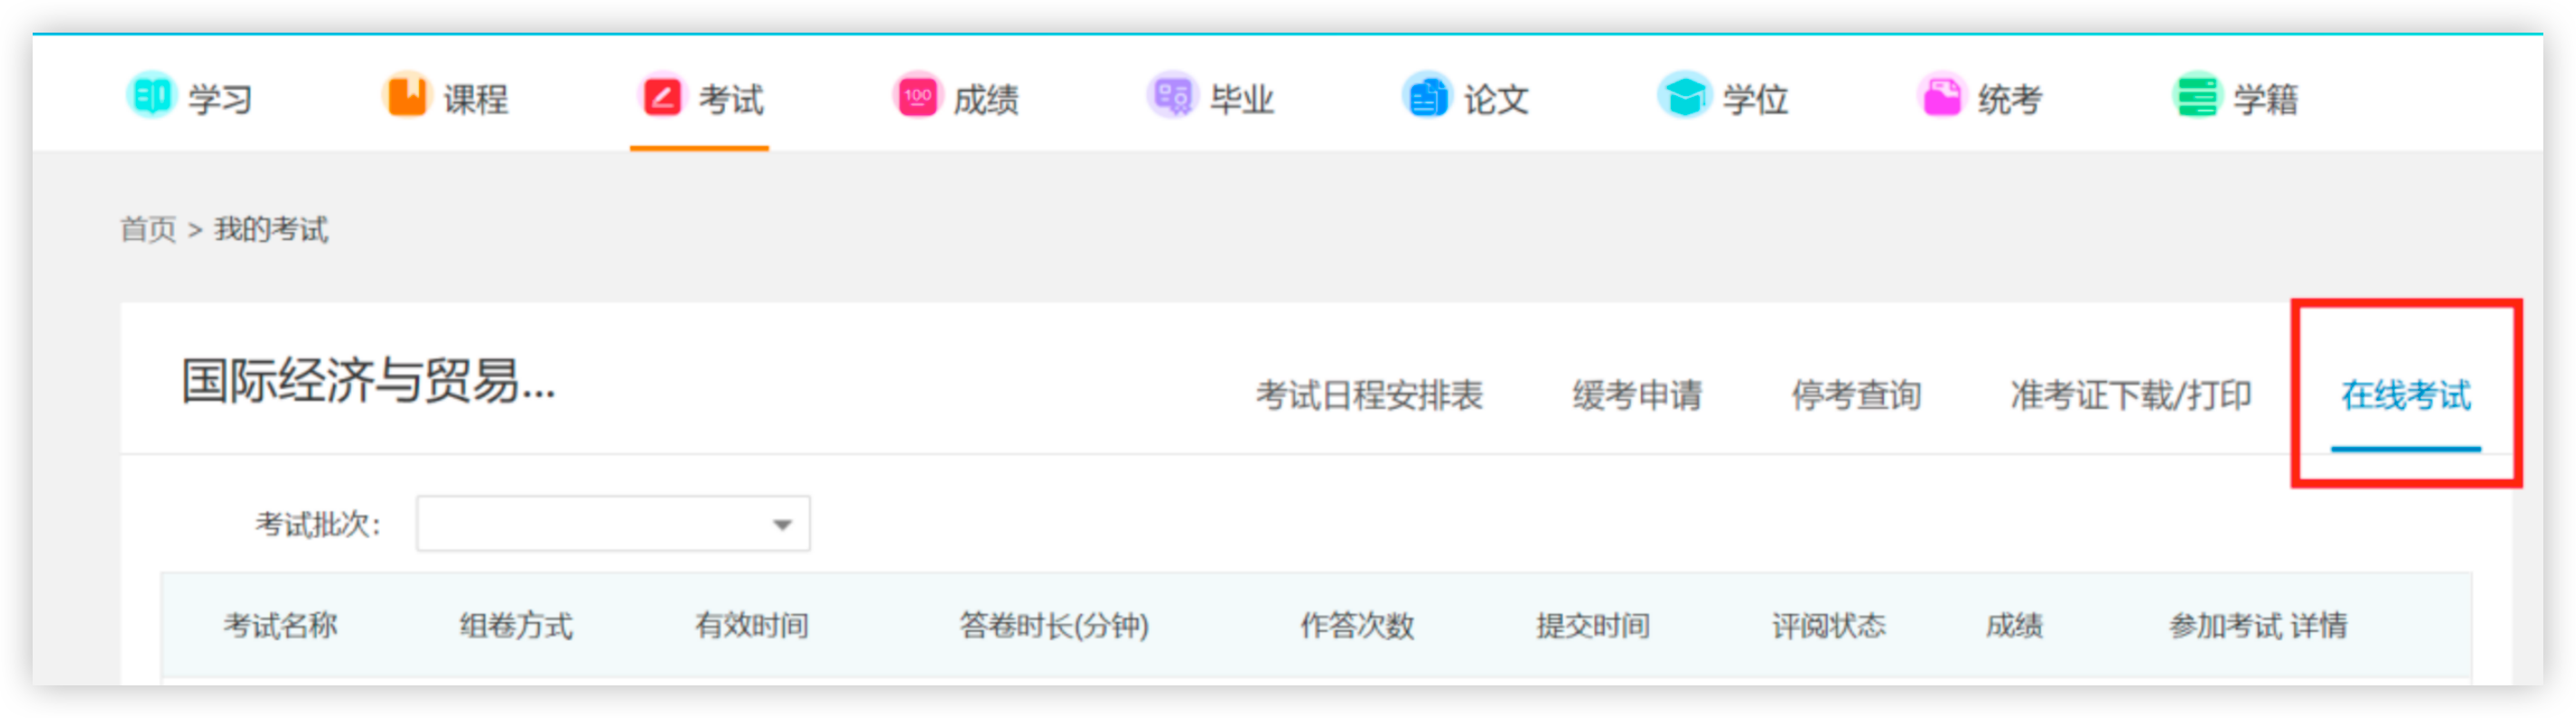 学习 课程 考试 100 成绩 毕业 论文 学位 统考 学籍
首页 > 我的考试
国际经济与贸易... 考试日程安排表 缓考申请 停考查询 准考证下载/打印 在线考试
考试批次:
考试名称 组卷方式 有效时间 答卷时长(分钟) 作答次数 提交时间 评阅状态 成绩 参加考试 详情